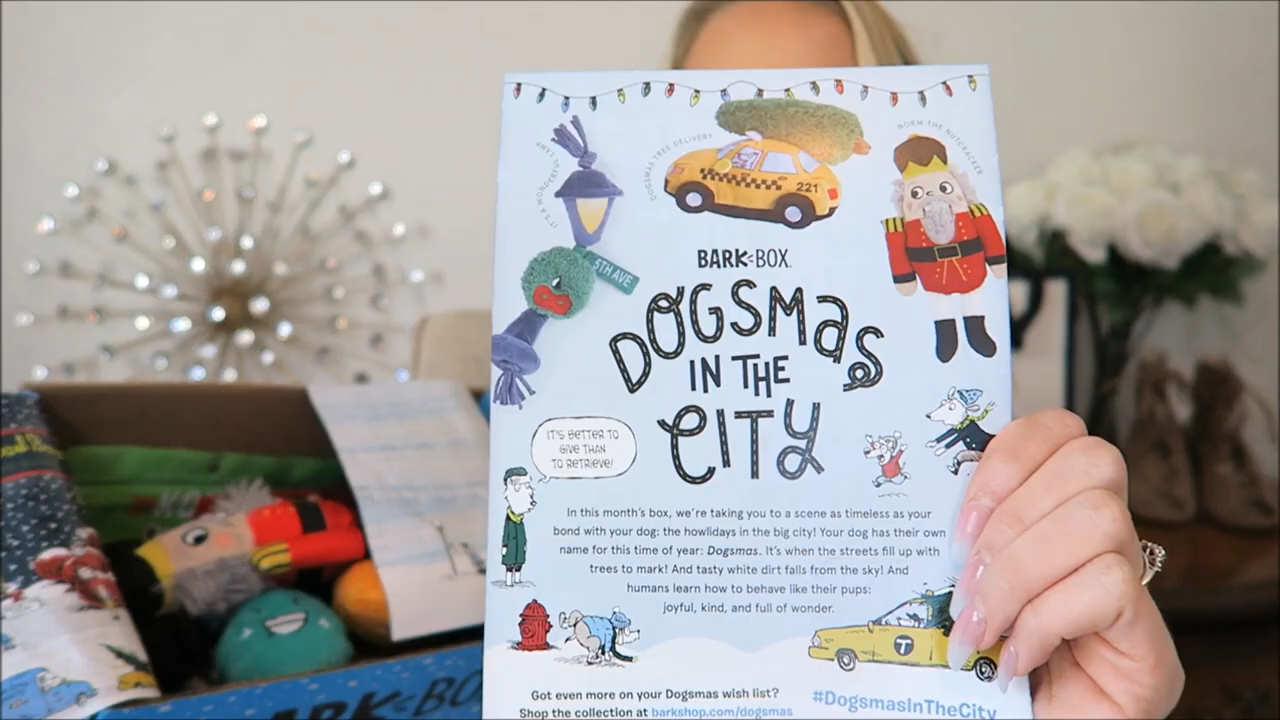 IT'S A WONDERFUL LAMP
DOGSMAS TREE DELIVERY
NORM THE NUTCRACKER
221
5TH AVE
BARK BOX
DOGSMAS
IN THE
CITY
IT'S BETTER TO
GIVE THAN
TO RETRIEVE!
In this month's box, we're taking you to a scene as timeless as your
bond with your dog: the howlidays in the big city! Your dog has their own
name for this time of year: Dogsmas. It's when the streets fill up with
trees to mark! And tasty white dirt falls from the sky! And
humans learn how to behave like their pups:
joyful, kind, and full of wonder.
T
Got even more on your Dogsmas wish list?
Shop the collection at barkshop.com/dogsmas
#DogsmasInTheCity
BARK BO